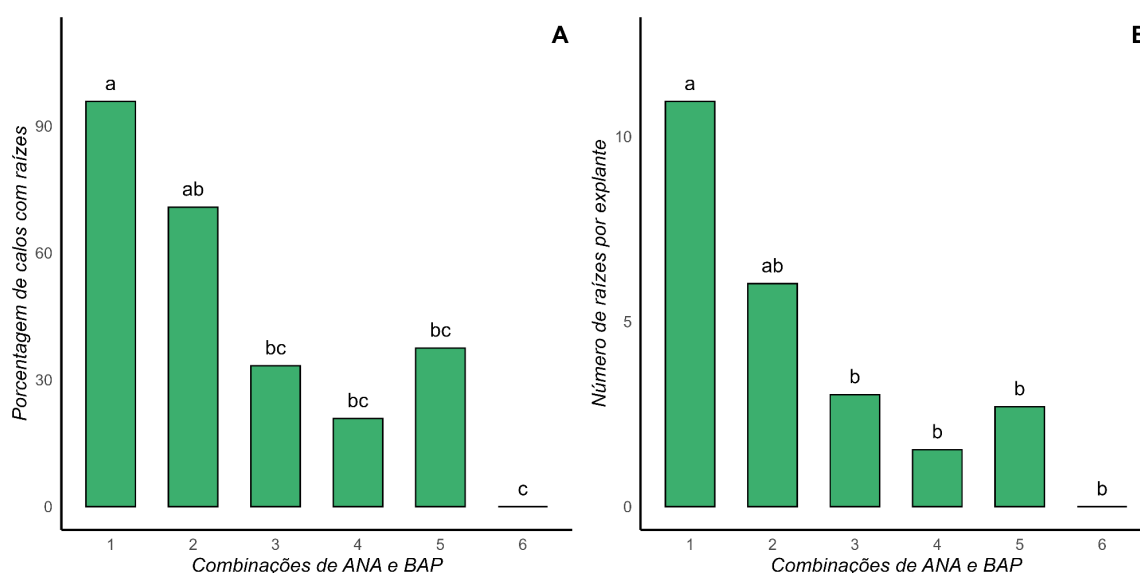 A
Porcentagem de calos com raízes
90
60
30
0
a
ab
bc
bc
bc
c
1 2 3 4 5 6
Combinações de ANA e BAP
B
Número de raízes por explante
10
5
0
a
ab
b
b
b
b
1 2 3 4 5 6
Combinações de ANA e BAP